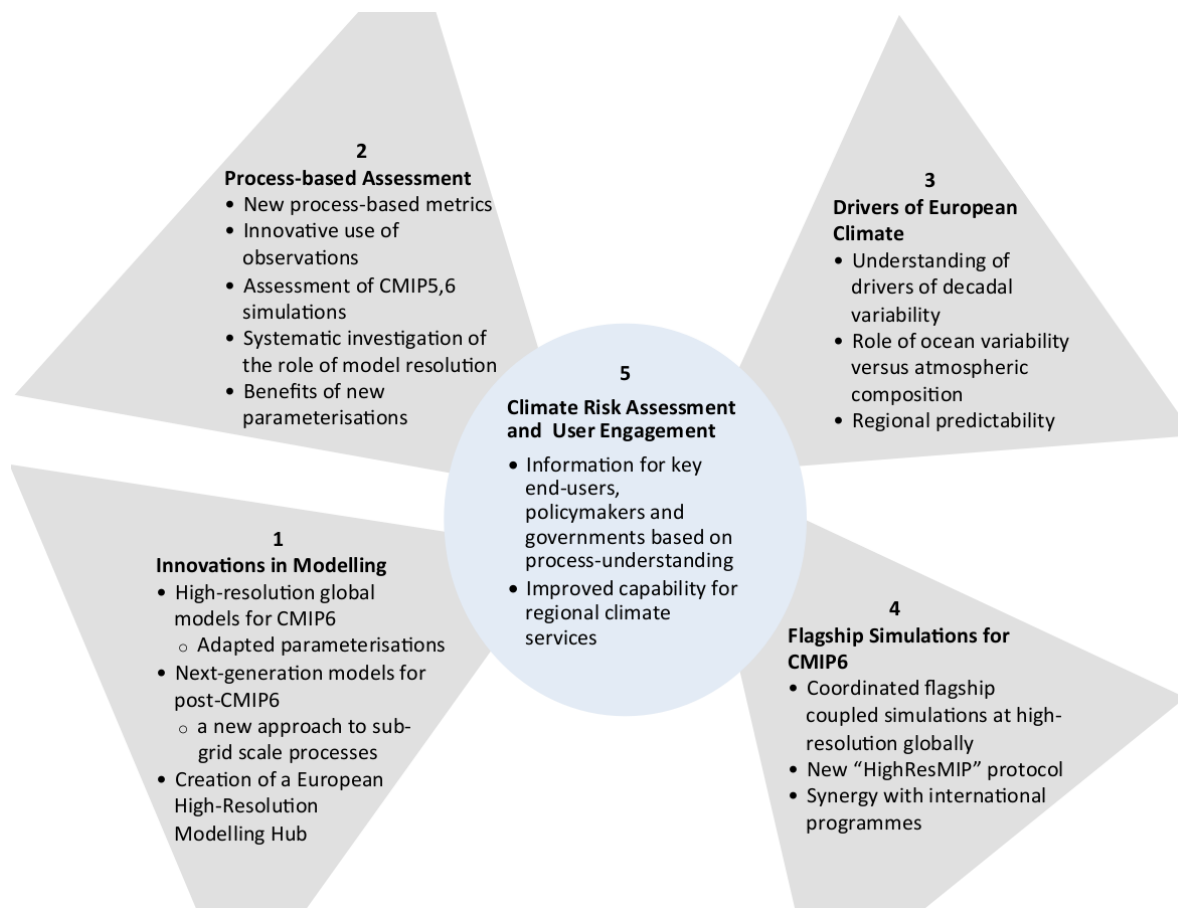 2
Process-based Assessment
• New process-based metrics
• Innovative use of
observations
• Assessment of CMIP5,6
simulations
• Systematic investigation of
the role of model resolution
• Benefits of new
parameterisations
3
Drivers of European
Climate
• Understanding of
drivers of decadal
variability
• Role of ocean variability
versus atmospheric
composition
• Regional predictability
5
Climate Risk Assessment
and User Engagement
• Information for key
end-users,
policymakers and
governments based on
process-understanding
• Improved capability for
regional climate
services
1
Innovations in Modelling
• High-resolution global
models for CMIP6
○ Adapted parameterisations
• Next-generation models for
post-CMIP6
○ a new approach to sub-
grid scale processes
• Creation of a European
High-Resolution
Modelling Hub
4
Flagship Simulations for
CMIP6
• Coordinated flagship
coupled simulations at high-
resolution globally
• New “HighResMIP” protocol
• Synergy with international
programmes